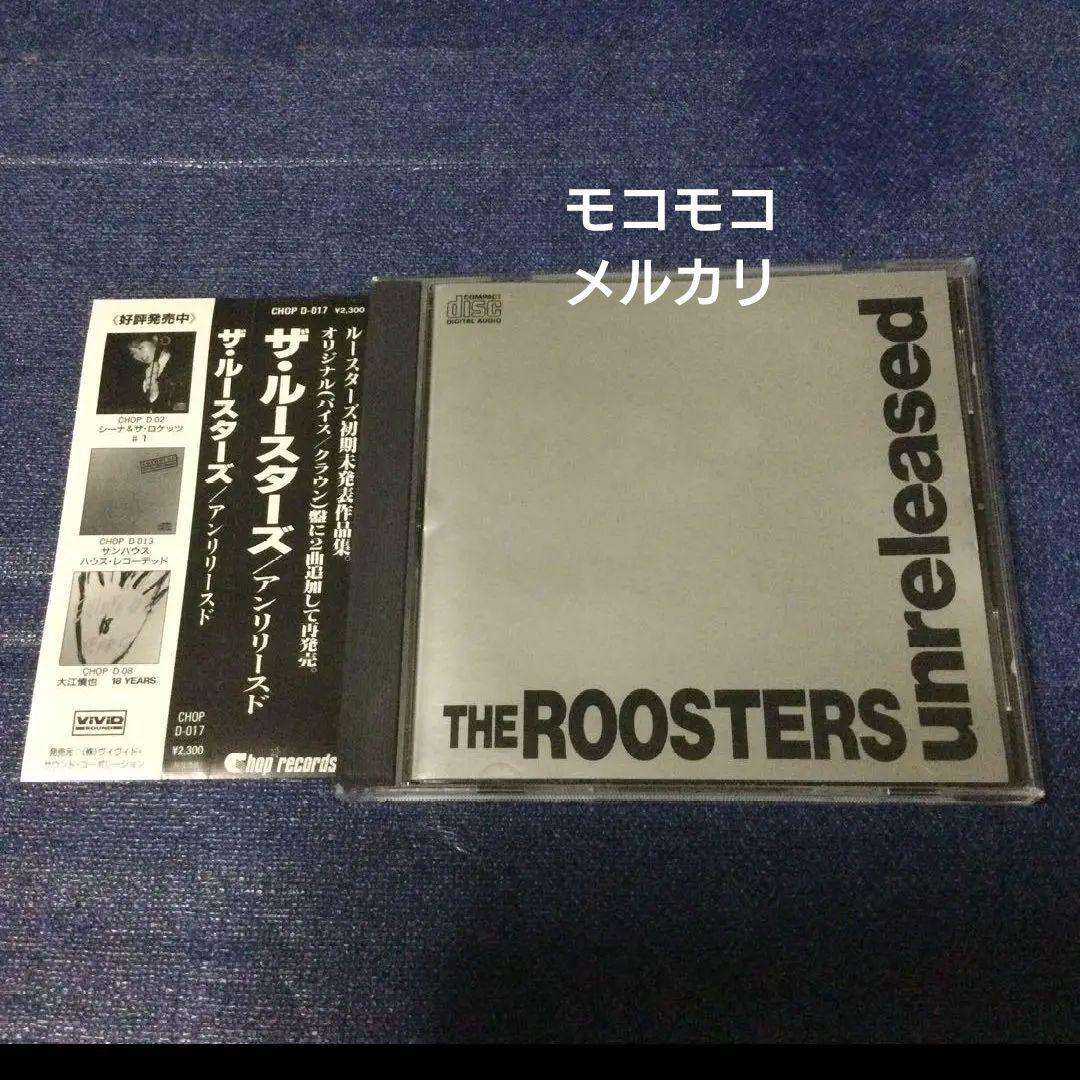 モコモコ
メルカリ
《好評発売中》
CHOP D-02
シーナ&ザ・ロケッツ
#1
CHOP D-013
サンハウス
ハウス・レコーデッド
CHOP D-08
大江慎也 18 YEARS
VIVID
SOUND
発売元:(株)ヴィヴィド・
サウンド・コーポレーション
ザ・ルースターズ/アンリリースド
CHOP
D-017
¥2,300
CHOP D-017 ¥2,300
ルースターズ初期未発表作品集。
オリジナル(バイス/クラウン)盤に2曲追加して再発売。
ザ・ルースターズ/アンリリースド
Chop records
COMPACT
disc
DIGITAL AUDIO
THE ROOSTERS
unreleased